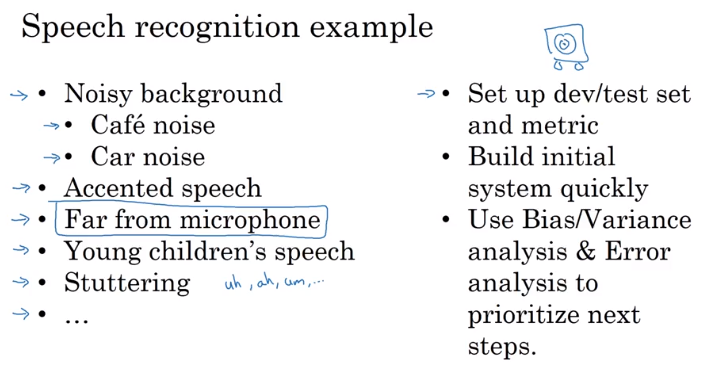 Speech recognition example
• Noisy background
• Café noise
• Car noise
• Accented speech
• Far from microphone
• Young children's speech
• Stuttering uh, ah, um, ...
• ...
• Set up dev/test set
and metric
• Build initial
system quickly
• Use Bias/Variance
analysis & Error
analysis to
prioritize next
steps.